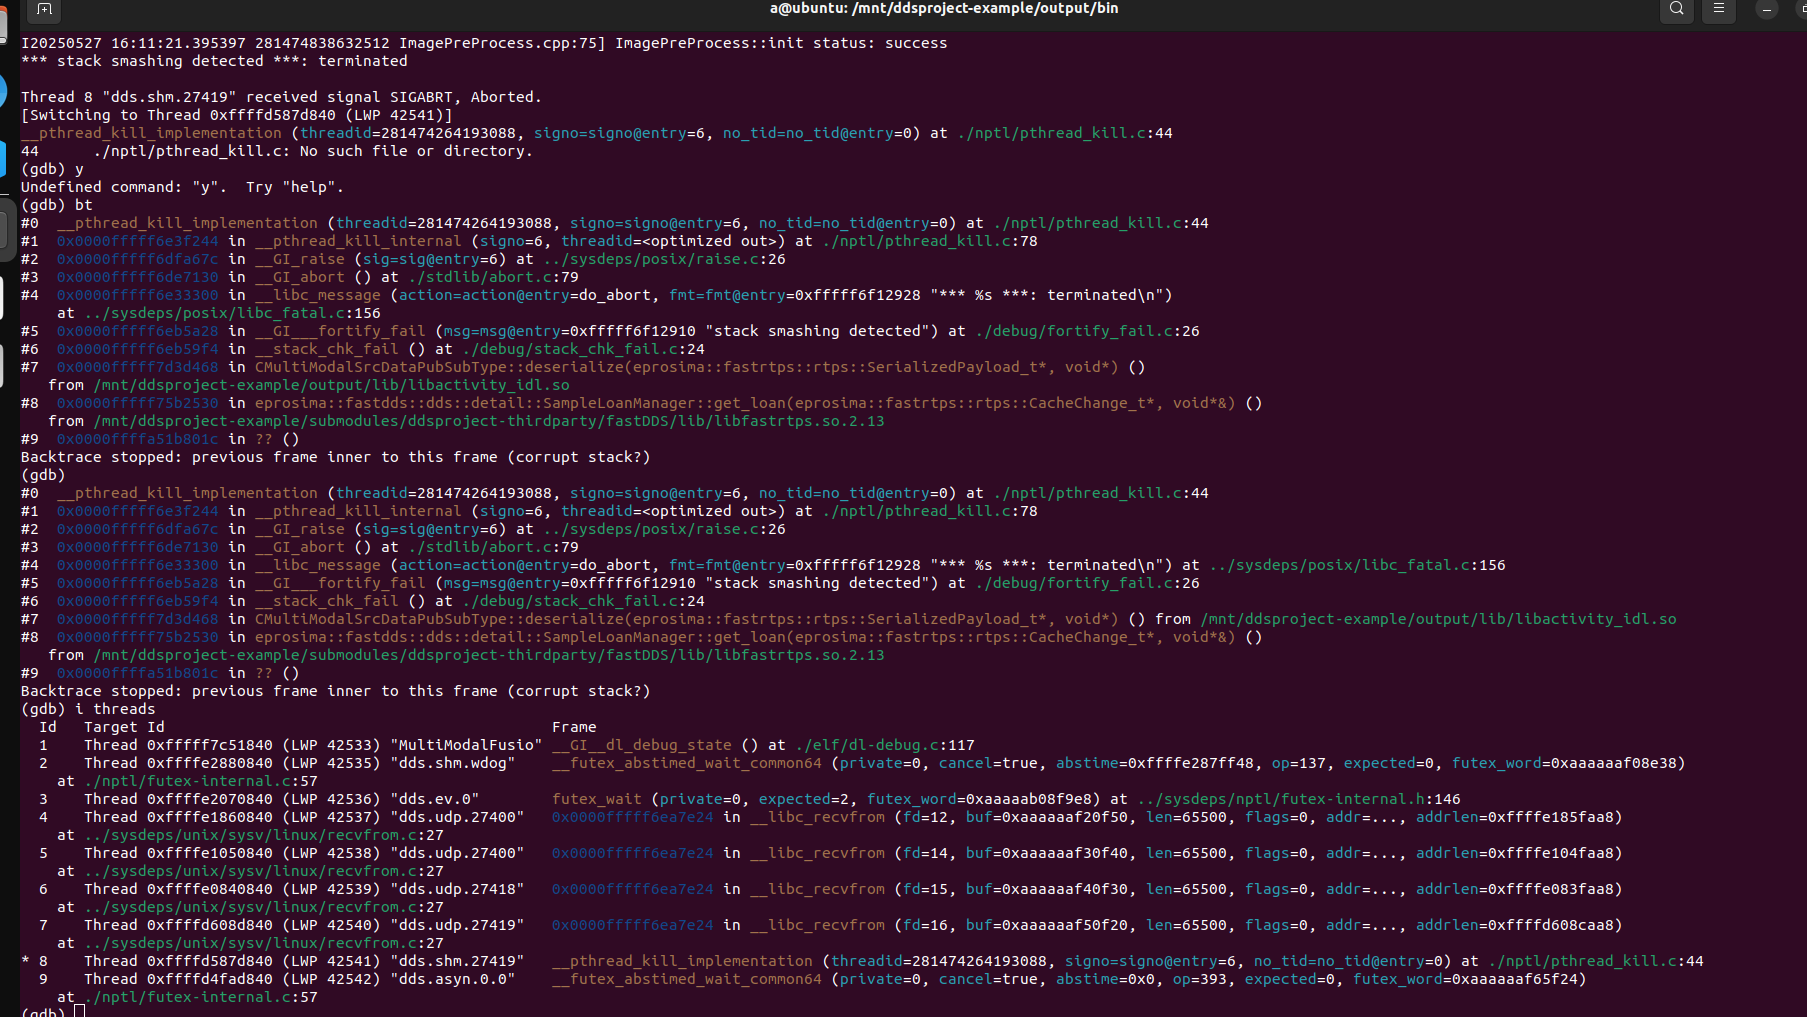 a@ubuntu: /mnt/ddsproject-example/output/bin
I20250527 16:11:21.395397 281474838632512 ImagePreProcess.cpp:75] ImagePreProcess::init status: success
*** stack smashing detected ***: terminated
Thread 8 "dds.shm.27419" received signal SIGABRT, Aborted.
[Switching to Thread 0xffffd587d840 (LWP 42541)]
__pthread_kill_implementation (threadid=281474264193088, signo=signo@entry=6, no_tid=no_tid@entry=0) at ./nptl/pthread_kill.c:44
44      ./nptl/pthread_kill.c: No such file or directory.
(gdb) y
Undefined command: "y".  Try "help".
(gdb) bt
#0  __pthread_kill_implementation (threadid=281474264193088, signo=signo@entry=6, no_tid=no_tid@entry=0) at ./nptl/pthread_kill.c:44
#1  0x0000fffff6e3f244 in __pthread_kill_internal (signo=6, threadid=<optimized out>) at ./nptl/pthread_kill.c:78
#2  0x0000fffff6dfa67c in __GI_raise (sig=sig@entry=6) at ../sysdeps/posix/raise.c:26
#3  0x0000fffff6de7130 in __GI_abort () at ./stdlib/abort.c:79
#4  0x0000fffff6e33300 in __libc_message (action=action@entry=do_abort, fmt=fmt@entry=0xfffff6f12928 "*** %s ***: terminated\n")
    at ../sysdeps/posix/libc_fatal.c:156
#5  0x0000fffff6eb5a28 in __GI___fortify_fail (msg=msg@entry=0xfffff6f12910 "stack smashing detected") at ./debug/fortify_fail.c:26
#6  0x0000fffff6eb59f4 in __stack_chk_fail () at ./debug/stack_chk_fail.c:24
#7  0x0000fffff7d3d468 in CMultiModalSrcDataPubSubType::deserialize(eprosima::fastrtps::rtps::SerializedPayload_t*, void*) ()
   from /mnt/ddsproject-example/output/lib/libactivity_idl.so
#8  0x0000fffff75b2530 in eprosima::fastdds::dds::detail::SampleLoanManager::get_loan(eprosima::fastrtps::rtps::CacheChange_t*, void*&) ()
   from /mnt/ddsproject-example/submodules/ddsproject-thirdparty/fastDDS/lib/libfastrtps.so.2.13
#9  0x0000ffffa51b801c in ?? ()
Backtrace stopped: previous frame inner to this frame (corrupt stack?)
(gdb)
#0  __pthread_kill_implementation (threadid=281474264193088, signo=signo@entry=6, no_tid=no_tid@entry=0) at ./nptl/pthread_kill.c:44
#1  0x0000fffff6e3f244 in __pthread_kill_internal (signo=6, threadid=<optimized out>) at ./nptl/pthread_kill.c:78
#2  0x0000fffff6dfa67c in __GI_raise (sig=sig@entry=6) at ../sysdeps/posix/raise.c:26
#3  0x0000fffff6de7130 in __GI_abort () at ./stdlib/abort.c:79
#4  0x0000fffff6e33300 in __libc_message (action=action@entry=do_abort, fmt=fmt@entry=0xfffff6f12928 "*** %s ***: terminated\n") at ../sysdeps/posix/libc_fatal.c:156
#5  0x0000fffff6eb5a28 in __GI___fortify_fail (msg=msg@entry=0xfffff6f12910 "stack smashing detected") at ./debug/fortify_fail.c:26
#6  0x0000fffff6eb59f4 in __stack_chk_fail () at ./debug/stack_chk_fail.c:24
#7  0x0000fffff7d3d468 in CMultiModalSrcDataPubSubType::deserialize(eprosima::fastrtps::rtps::SerializedPayload_t*, void*) () from /mnt/ddsproject-example/output/lib/libactivity_idl.so
#8  0x0000fffff75b2530 in eprosima::fastdds::dds::detail::SampleLoanManager::get_loan(eprosima::fastrtps::rtps::CacheChange_t*, void*&) ()
   from /mnt/ddsproject-example/submodules/ddsproject-thirdparty/fastDDS/lib/libfastrtps.so.2.13
#9  0x0000ffffa51b801c in ?? ()
Backtrace stopped: previous frame inner to this frame (corrupt stack?)
(gdb) i threads
  Id   Target Id                                           Frame
  1    Thread 0xfffff7c51840 (LWP 42533) "MultiModalFusio" __GI__dl_debug_state () at ./elf/dl-debug.c:117
  2    Thread 0xffffe2880840 (LWP 42535) "dds.shm.wdog"    __futex_abstimed_wait_common64 (private=0, cancel=true, abstime=0xffffe287ff48, op=137, expected=0, futex_word=0xaaaaaaf08e38)
    at ./nptl/futex-internal.c:57
  3    Thread 0xffffe2070840 (LWP 42536) "dds.ev.0"        futex_wait (private=0, expected=2, futex_word=0xaaaaab08f9e8) at ../sysdeps/nptl/futex-internal.h:146
  4    Thread 0xffffe1860840 (LWP 42537) "dds.udp.27400"   0x0000fffff6ea7e24 in __libc_recvfrom (fd=12, buf=0xaaaaaaf20f50, len=65500, flags=0, addr=..., addrlen=0xffffe185faa8)
    at ../sysdeps/unix/sysv/linux/recvfrom.c:27
  5    Thread 0xffffe1050840 (LWP 42538) "dds.udp.27400"   0x0000fffff6ea7e24 in __libc_recvfrom (fd=14, buf=0xaaaaaaf30f40, len=65500, flags=0, addr=..., addrlen=0xffffe104faa8)
    at ../sysdeps/unix/sysv/linux/recvfrom.c:27
  6    Thread 0xffffe0840840 (LWP 42539) "dds.udp.27418"   0x0000fffff6ea7e24 in __libc_recvfrom (fd=15, buf=0xaaaaaaf40f30, len=65500, flags=0, addr=..., addrlen=0xffffe083faa8)
    at ../sysdeps/unix/sysv/linux/recvfrom.c:27
  7    Thread 0xffffd608d840 (LWP 42540) "dds.udp.27419"   0x0000fffff6ea7e24 in __libc_recvfrom (fd=16, buf=0xaaaaaaf50f20, len=65500, flags=0, addr=..., addrlen=0xffffd608caa8)
    at ../sysdeps/unix/sysv/linux/recvfrom.c:27
* 8    Thread 0xffffd587d840 (LWP 42541) "dds.shm.27419"   __pthread_kill_implementation (threadid=281474264193088, signo=signo@entry=6, no_tid=no_tid@entry=0) at ./nptl/pthread_kill.c:44
  9    Thread 0xffffd4fad840 (LWP 42542) "dds.asyn.0.0"    __futex_abstimed_wait_common64 (private=0, cancel=true, abstime=0x0, op=393, expected=0, futex_word=0xaaaaaaf65f24)
    at ./nptl/futex-internal.c:57
(gdb)